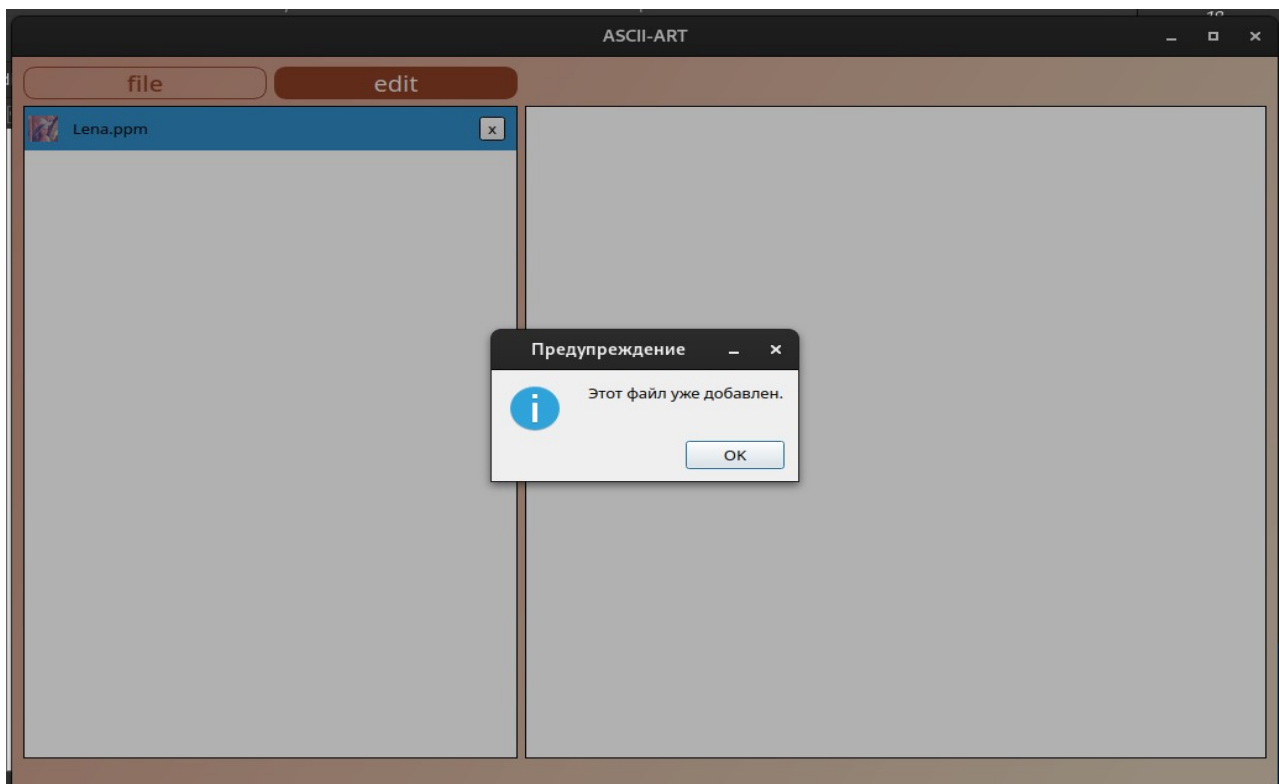 ASCII-ART
file
edit
Lena.ppm
x
Предупреждение
Этот файл уже добавлен.
OK